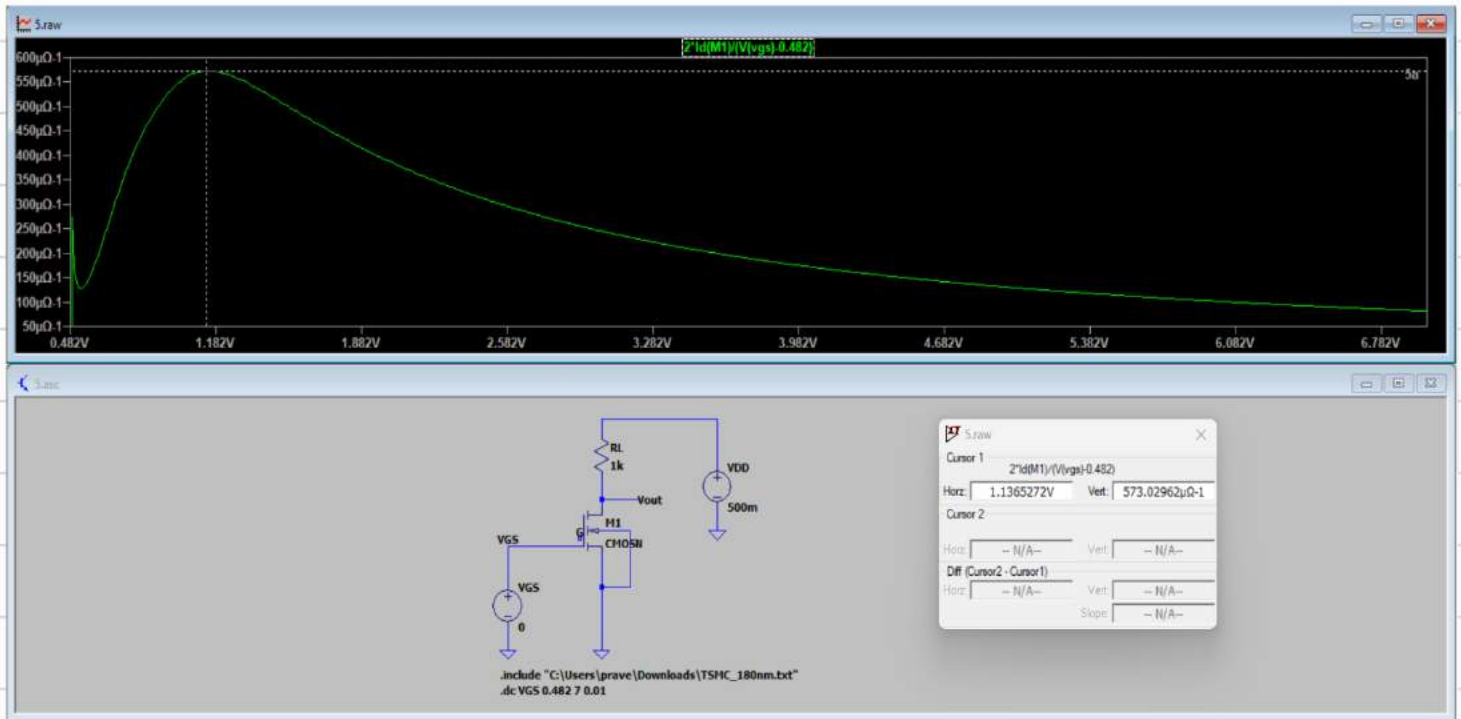 5.raw
2*Id(M1)/(V(vgs)-0.482)
600µΩ-1
550µΩ-1
500µΩ-1
450µΩ-1
400µΩ-1
350µΩ-1
300µΩ-1
250µΩ-1
200µΩ-1
150µΩ-1
100µΩ-1
50µΩ-1
0.482V 1.182V 1.882V 2.582V 3.282V 3.982V 4.682V 5.382V 6.082V 6.782V
5.asc
RL
1k
VDD
500m
Vout
M1
G
CMOSN
VGS
VGS
0
.include "C:\Users\prave\Downloads\TSMC_180nm.txt"
.dc VGS 0.482 7 0.01
5.raw
Cursor 1
2*Id(M1)/(V(vgs)-0.482)
Horz: 1.1365272V Vert: 573.02962µΩ-1
Cursor 2
Horz: -- N/A-- Vert: -- N/A--
Diff (Cursor2 - Cursor1)
Horz: -- N/A-- Vert: -- N/A--
Slope: -- N/A--